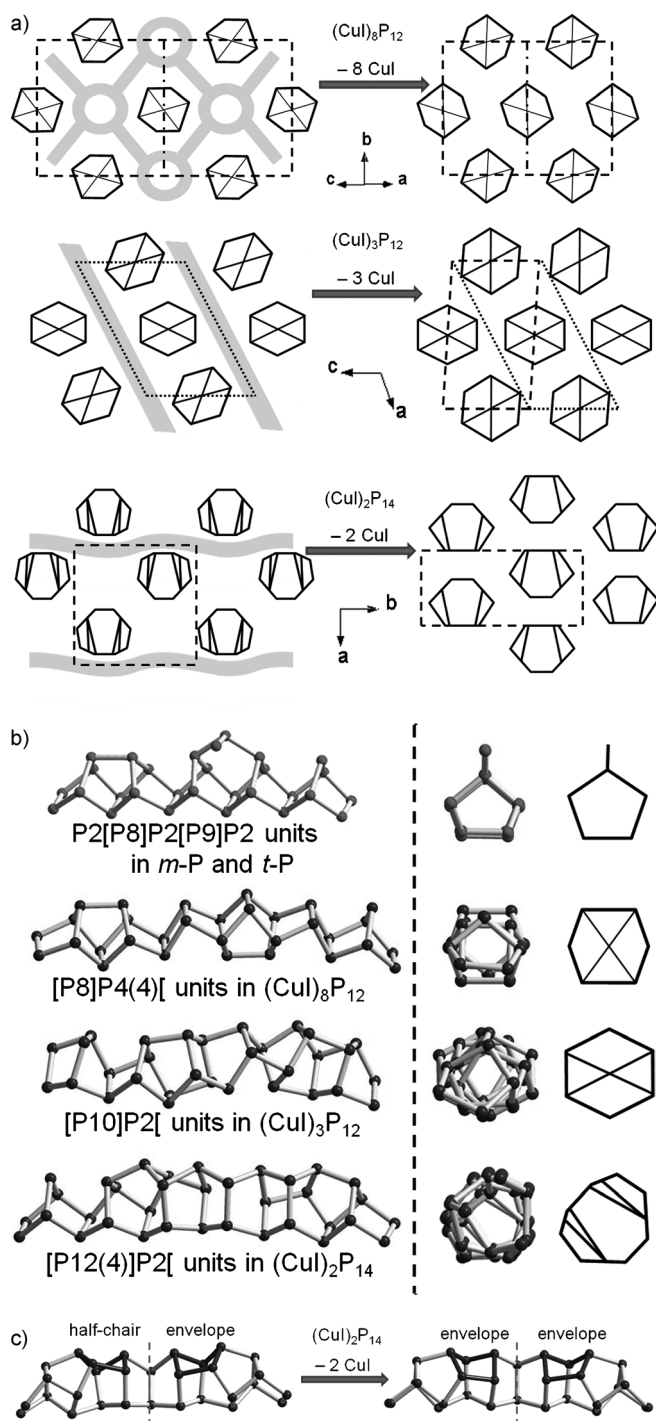 a)
(CuI)8P12
– 8 CuI
b
c a
(CuI)3P12
– 3 CuI
c
a
(CuI)2P14
– 2 CuI
b
a
b)
P2[P8]P2[P9]P2 units
in m-P and t-P
[P8]P4(4)[ units in (CuI)8P12
[P10]P2[ units in (CuI)3P12
[P12(4)]P2[ units in (CuI)2P14
c)
half-chair envelope
(CuI)2P14
– 2 CuI
envelope envelope